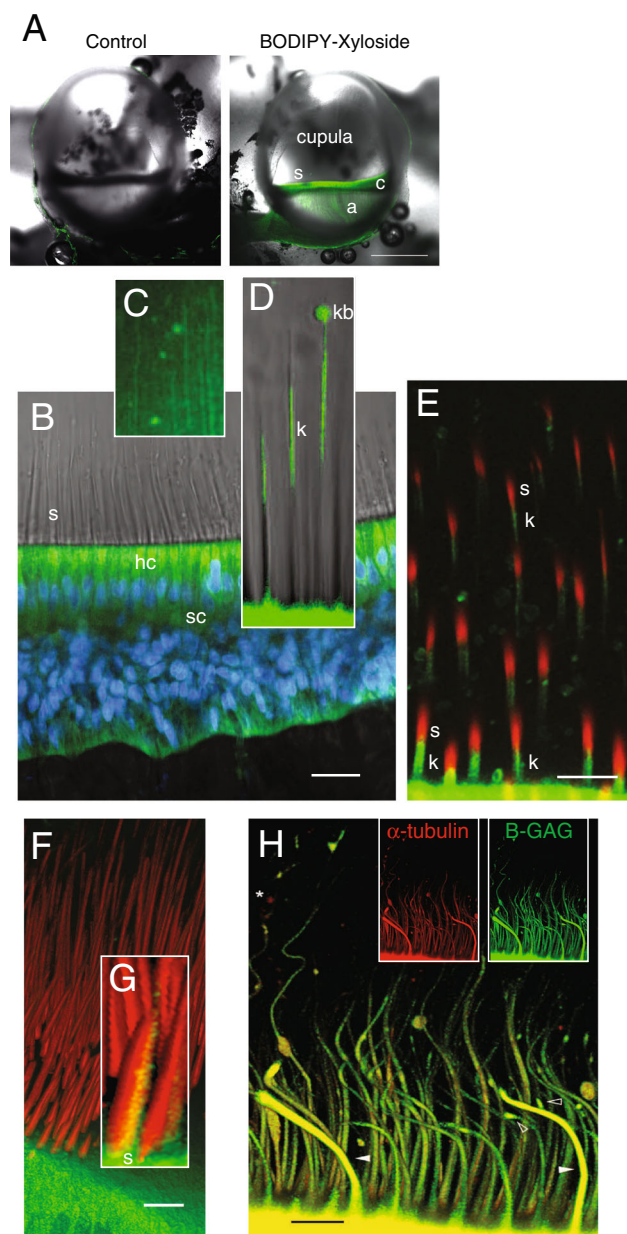 A
Control
BODIPY-Xyloside
cupula
s
c
a
C
D
kb
k
B
s
hc
sc
E
s
k
s
k
k
F
G
s
H
α-tubulin
B-GAG
*